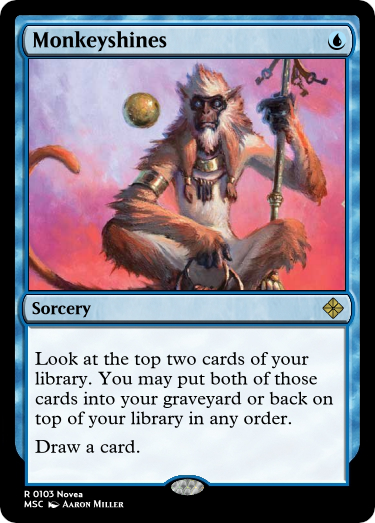 Monkeyshines
Sorcery
Look at the top two cards of your
library. You may put both of those
cards into your graveyard or back on
top of your library in any order.
Draw a card.
R 0103 Novea
MSC Aaron Miller